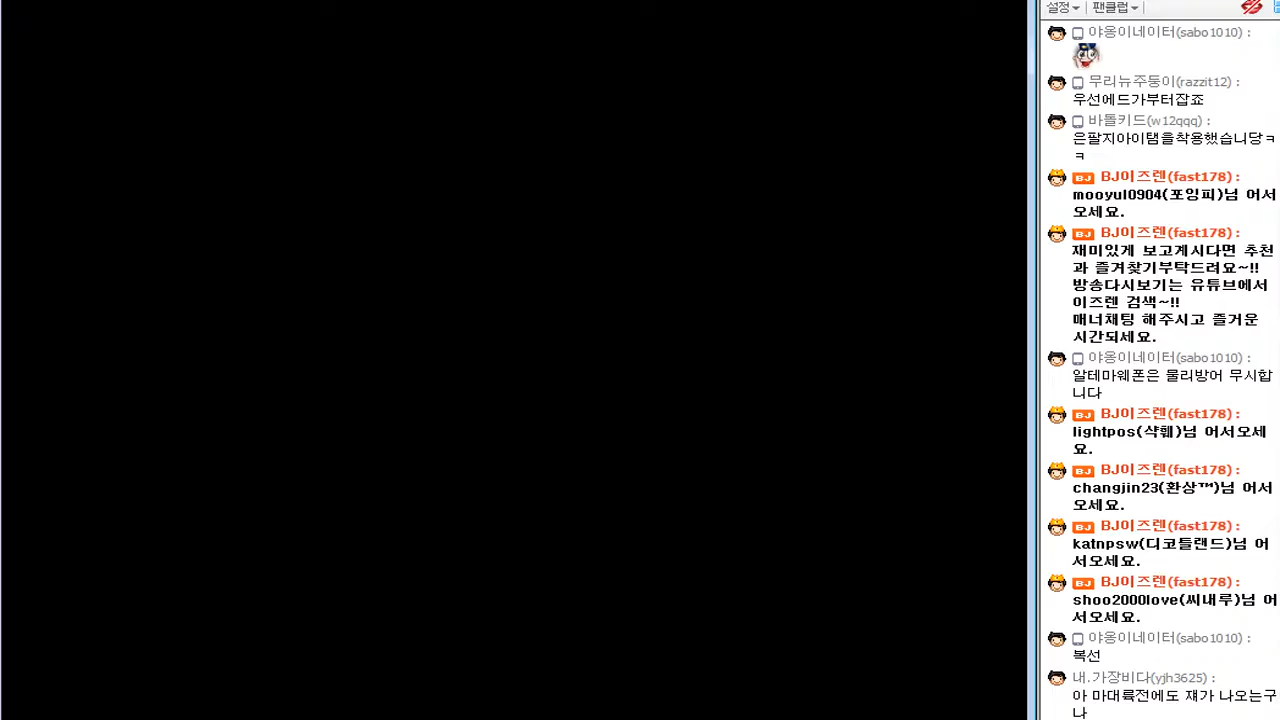 설정 팬클럽
야옹이네이터(sabo1010) :
무리뉴주둥이(razzit12) :
우선에드가부터잡죠
바돌키드(w12qqq) :
은팔지아이탬을착용했습니당ㅋ
ㅋ
BJ BJ이즈렌(fast178) :
mooyul0904(포잉피)님 어서
오세요.
BJ BJ이즈렌(fast178) :
재미있게 보고계시다면 추천
과 즐겨찾기부탁드려요~!!
방송다시보기는 유튜브에서
이즈렌 검색~!!
매너채팅 해주시고 즐거운
시간되세요.
야옹이네이터(sabo1010) :
알테마웨폰은 물리방어 무시합
니다
BJ BJ이즈렌(fast178) :
lightpos(샥훼)님 어서오세
요.
BJ BJ이즈렌(fast178) :
changjin23(환상™)님 어서
오세요.
BJ BJ이즈렌(fast178) :
katnpsw(디코틀랜드)님 어
서오세요.
BJ BJ이즈렌(fast178) :
shoo2000love(씨내루)님 어
서오세요.
야옹이네이터(sabo1010) :
복선
내.가장비다(yjh3625) :
아 마대륙전에도 쟤가 나오는구
나